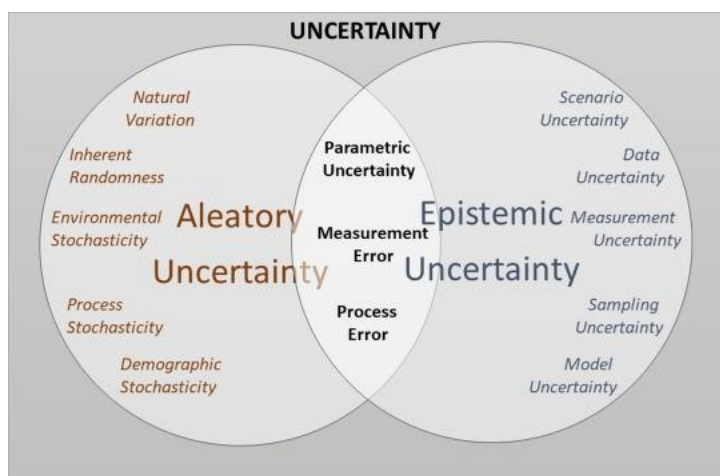 UNCERTAINTY
Natural
Variation
Inherent
Randomness
Environmental
Stochasticity
Process
Stochasticity
Demographic
Stochasticity
Aleatory
Uncertainty
Parametric
Uncertainty
Measurement
Error
Process
Error
Epistemic
Uncertainty
Scenario
Uncertainty
Data
Uncertainty
Measurement
Uncertainty
Sampling
Uncertainty
Model
Uncertainty